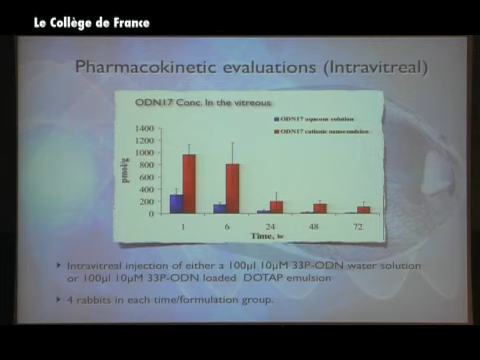 Le Collège de France
Pharmacokinetic evaluations (Intravitreal)
ODN17 Conc. In the vitreous
ODN17 aqueous solution
ODN17 cationic nanoemulsion
1400
1200
1000
800
600
400
200
0
pmol/g
1 6 24 48 72
Time, hr
Intravitreal injection of either a 100µl 10µM 33P-ODN water solution
or 100µl 10µM 33P-ODN loaded DOTAP emulsion
4 rabbits in each time/formulation group.